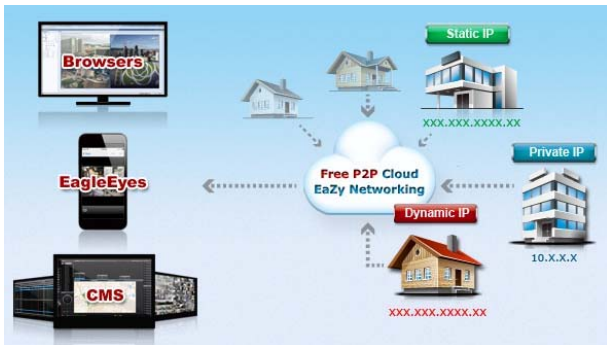 Browsers
Static IP
xxx.xxx.xxxx.xx
EagleEyes
Free P2P Cloud
EaZy Networking
Private IP
10.x.x.x
Dynamic IP
CMS
xxx.xxx.xxxx.xx